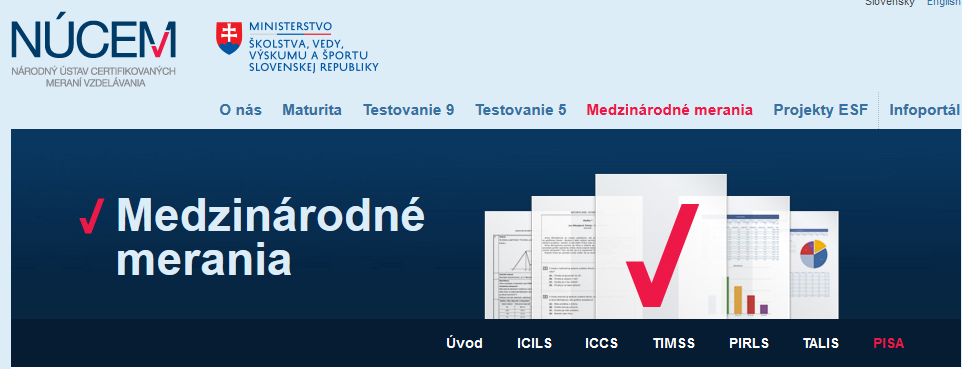 Slovensky English
NÚCEM
NÁRODNÝ ÚSTAV CERTIFIKOVANÝCH
MERANÍ VZDELÁVANIA
MINISTERSTVO
ŠKOLSTVA, VEDY,
VÝSKUMU A ŠPORTU
SLOVENSKEJ REPUBLIKY
O nás Maturita Testovanie 9 Testovanie 5 Medzinárodné merania Projekty ESF Infoportál
Medzinárodné
merania
Úvod ICILS ICCS TIMSS PIRLS TALIS PISA